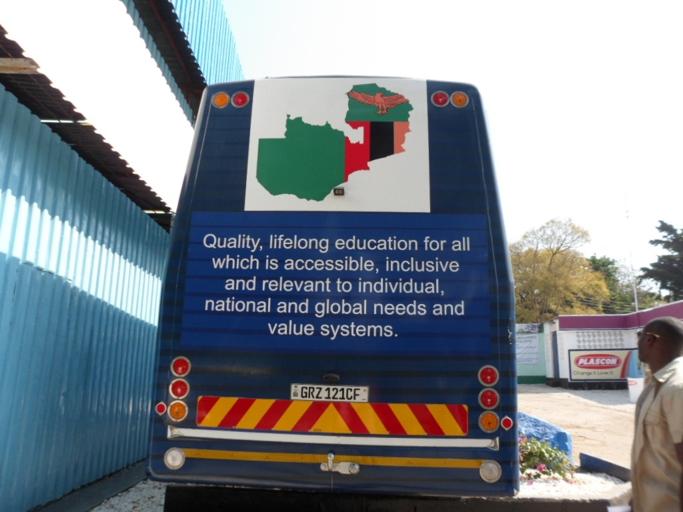 Quality, lifelong education for all
which is accessible, inclusive
and relevant to individual,
national and global needs and
value systems.
GRZ 121CF
PLASCON